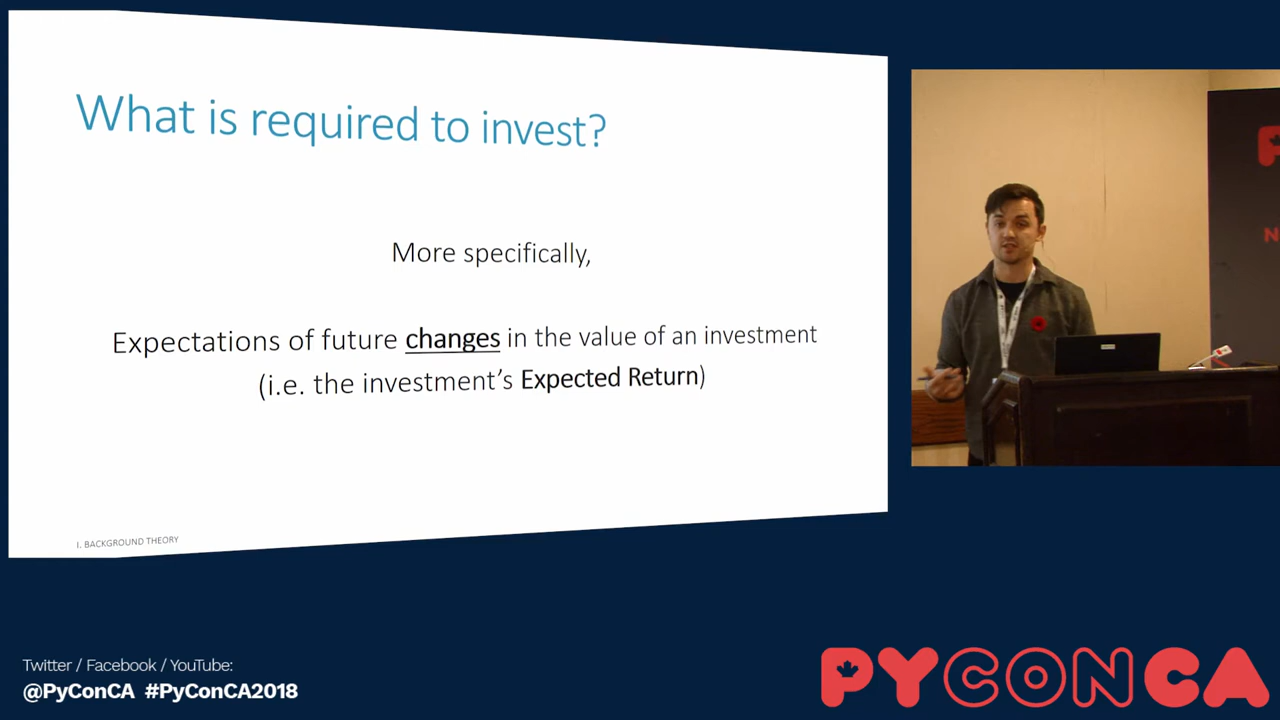 What is required to invest?
More specifically,
Expectations of future changes in the value of an investment
(i.e. the investment's Expected Return)
I. BACKGROUND THEORY
Twitter / Facebook / YouTube:
@PyConCA #PyConCA2018
PYCONCA